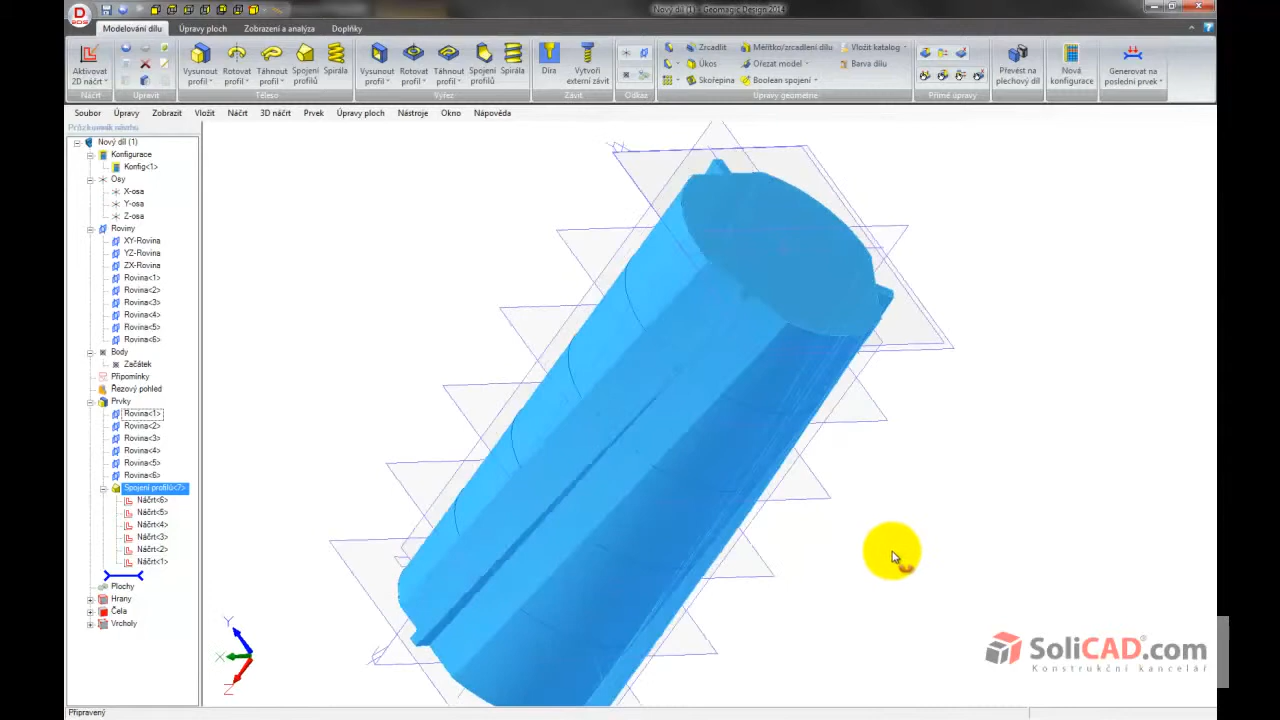 Nový díl (1) - Geomagic Design 2014
D
Modelování dílu Úpravy ploch Zobrazení a analýza Doplňky
Aktivovat 2D náčrt
Vysunout profil Rotovat profil Táhnout profil Spojení profilů Spirála
Vysunout profil Rotovat profil Táhnout profil Spojení profilů Spirála
Díra Vytvořit externí závit
Zrcadlit Měřítko/zrcadlení dílu Vložit katalog
Úkos Ořezat model Barva dílu
Skořepina Boolean spojení
Převést na plechový díl
Nová konfigurace
Generovat na poslední prvek
Náčrt Upravit Těleso Výřez Závit Odkaz Úpravy geometrie Přímé úpravy
Soubor Úpravy Zobrazit Vložit Náčrt 3D náčrt Prvek Úpravy ploch Nástroje Okno Nápověda
Průzkumník návrhu
Nový díl (1)
Konfigurace
Konfig<1>
Osy
X-osa
Y-osa
Z-osa
Roviny
XY-Rovina
YZ-Rovina
ZX-Rovina
Rovina<1>
Rovina<2>
Rovina<3>
Rovina<4>
Rovina<5>
Rovina<6>
Body
Začátek
Připomínky
Řezový pohled
Prvky
Rovina<1>
Rovina<2>
Rovina<3>
Rovina<4>
Rovina<5>
Rovina<6>
Spojení profilů<7>
Náčrt<6>
Náčrt<5>
Náčrt<4>
Náčrt<3>
Náčrt<2>
Náčrt<1>
Plochy
Hrany
Čela
Vrcholy
Y
X
Z
SoliCAD.com
Konstrukční kancelář
Připravený